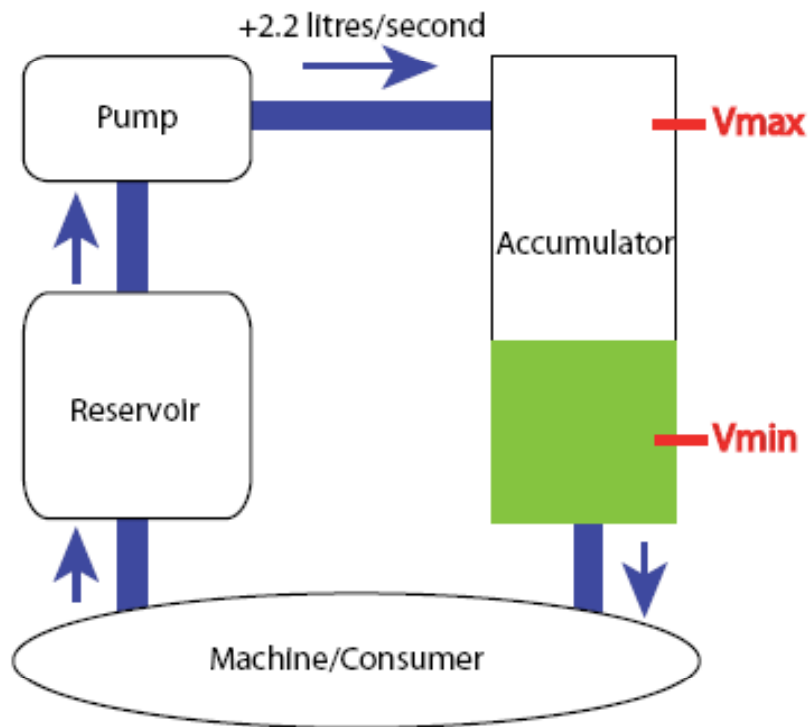 +2.2 litres/second
Pump
Vmax
Accumulator
Reservoir
Vmin
Machine/Consumer